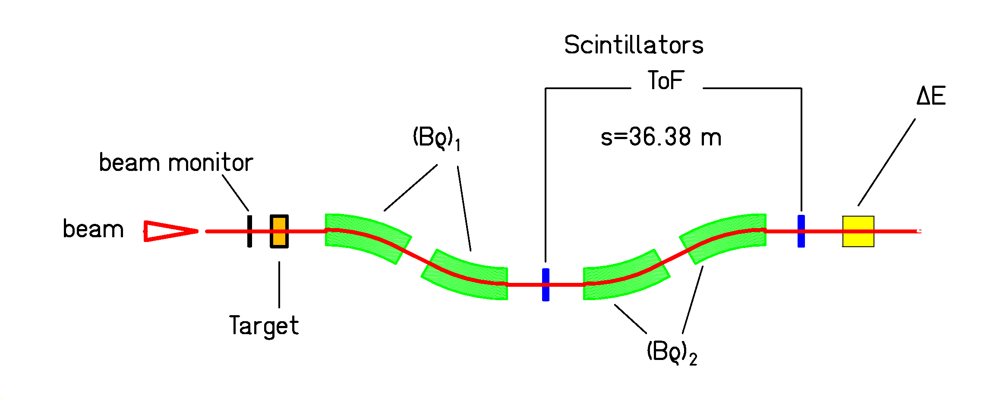 Scintillators
ToF
ΔE
(Bϱ)₁
s=36.38 m
beam monitor
beam
Target
(Bϱ)₂